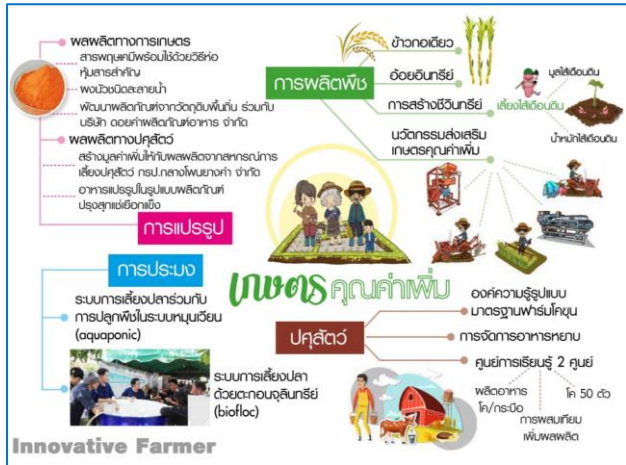 ผลผลิตทางการเกษตร
สารพฤษเคมีพร้อมใช้ด้วยวิธีห่อ
หุ้มสารสำคัญ
ผงบัวชนิดละลายน้ำ
พัฒนาผลิตภัณฑ์จากวัตถุดิบพื้นถิ่น ร่วมกับ
บริษัท ดอยคำผลิตภัณฑ์อาหาร จำกัด
ผลผลิตทางปศุสัตว์
สร้างมูลค่าเพิ่มให้กับผลผลิตจากสหกรณ์การ
เลี้ยงปศุสัตว์ กรป.กลางโพนยางคำ จำกัด
อาหารแปรรูปในรูปแบบผลิตภัณฑ์
ปรุงสุกแช่เยือกแข็ง
การแปรรูป
ข้าวกอเดียว
การผลิตพืช
อ้อยอินทรีย์
การสร้างชีวินทรีย์
เลี้ยงไส้เดือนดิน
มูลไส้เดือนดิน
น้ำหมักไส้เดือนดิน
นวัตกรรมส่งเสริม
เกษตรคุณค่าเพิ่ม
เกษตรคุณค่าเพิ่ม
การประมง
ระบบการเลี้ยงปลาร่วมกับ
การปลูกพืชในระบบหมุนเวียน
(aquaponic)
ระบบการเลี้ยงปลา
ด้วยตะกอนจุลินทรีย์
(biofloc)
ปศุสัตว์
องค์ความรู้รูปแบบ
มาตรฐานฟาร์มโคขุน
การจัดการอาหารหยาบ
ศูนย์การเรียนรู้ 2 ศูนย์
ผลิตอาหาร
โค/กระบือ
การผสมเทียม
เพิ่มผลผลิต
โค 50 ตัว
Innovative Farmer